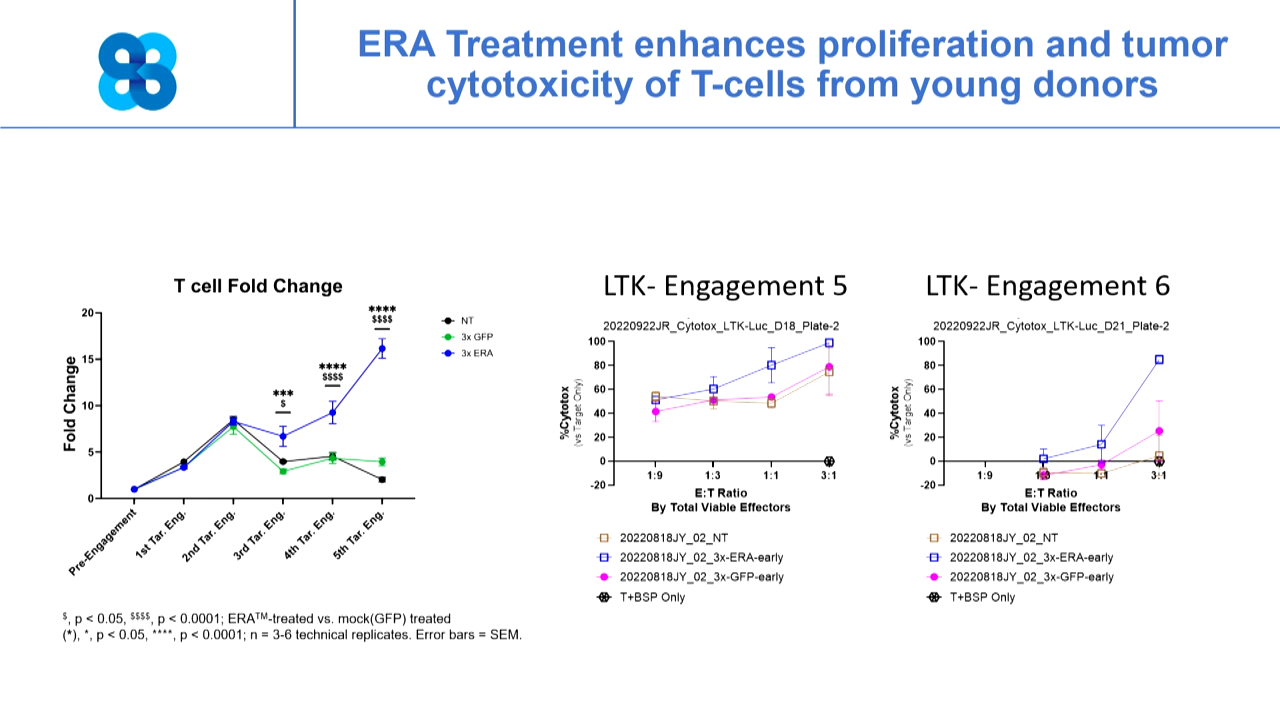 ERA Treatment enhances proliferation and tumor
cytotoxicity of T-cells from young donors
T cell Fold Change
Fold Change
20
15
10
5
0
****
$$$$
****
$$$$
***
$
NT
3x GFP
3x ERA
Pre-Engagement
1st Tar. Eng.
2nd Tar. Eng.
3rd Tar. Eng.
4th Tar. Eng.
5th Tar. Eng.
$, p < 0.05, $$$$, p < 0.0001; ERA™-treated vs. mock(GFP) treated
(*), *, p < 0.05, ****, p < 0.0001; n = 3-6 technical replicates. Error bars = SEM.
LTK- Engagement 5
20220922JR_Cytotox_LTK-Luc_D18_Plate-2
%Cytotox
(vs Target Only)
100
80
60
40
20
0
-20
1:9
1:3
1:1
3:1
E:T Ratio
By Total Viable Effectors
20220818JY_02_NT
20220818JY_02_3x-ERA-early
20220818JY_02_3x-GFP-early
T+BSP Only
LTK- Engagement 6
20220922JR_Cytotox_LTK-Luc_D21_Plate-2
%Cytotox
(vs Target Only)
100
80
60
40
20
0
-20
1:9
1:3
1:1
3:1
E:T Ratio
By Total Viable Effectors
20220818JY_02_NT
20220818JY_02_3x-ERA-early
20220818JY_02_3x-GFP-early
T+BSP Only